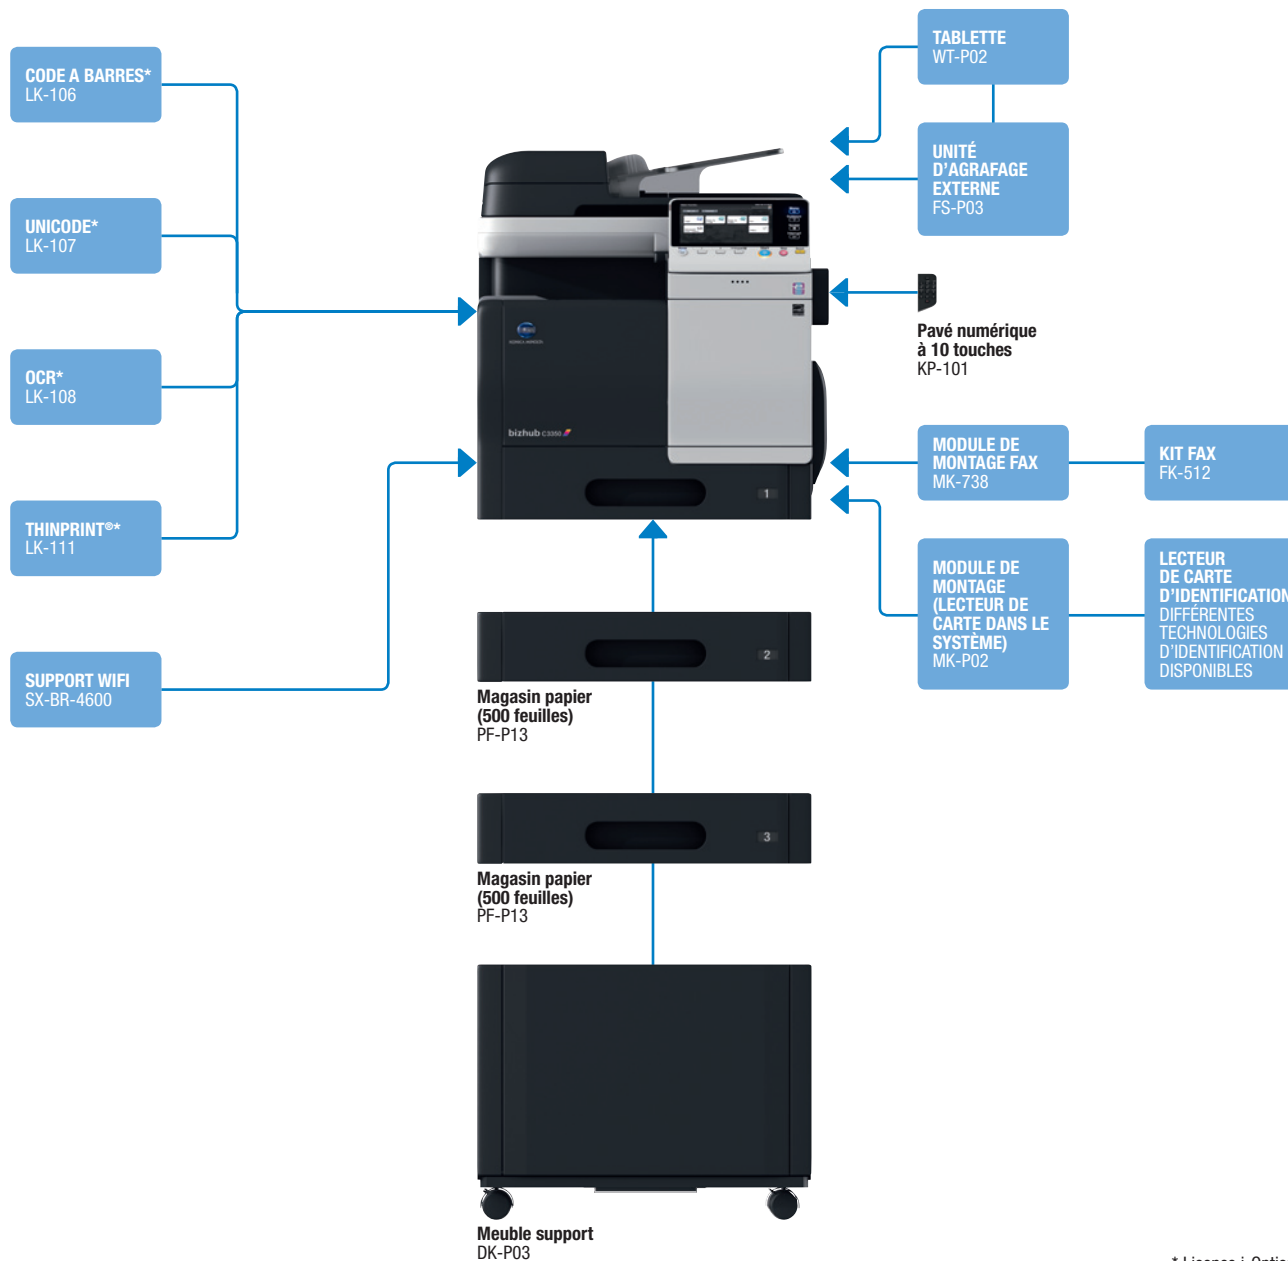 CODE A BARRES*
LK-106
UNICODE*
LK-107
OCR*
LK-108
THINPRINT®*
LK-111
SUPPORT WIFI
SX-BR-4600
TABLETTE
WT-P02
UNITÉ
D'AGRAFAGE
EXTERNE
FS-P03
Pavé numérique
à 10 touches
KP-101
MODULE DE
MONTAGE FAX
MK-738
KIT FAX
FK-512
MODULE DE
MONTAGE
(LECTEUR DE
CARTE DANS LE
SYSTÈME)
MK-P02
LECTEUR
DE CARTE
D'IDENTIFICATION
DIFFÉRENTES
TECHNOLOGIES
D'IDENTIFICATION
DISPONIBLES
bizhub C3350
1
2
Magasin papier
(500 feuilles)
PF-P13
3
Magasin papier
(500 feuilles)
PF-P13
Meuble support
DK-P03